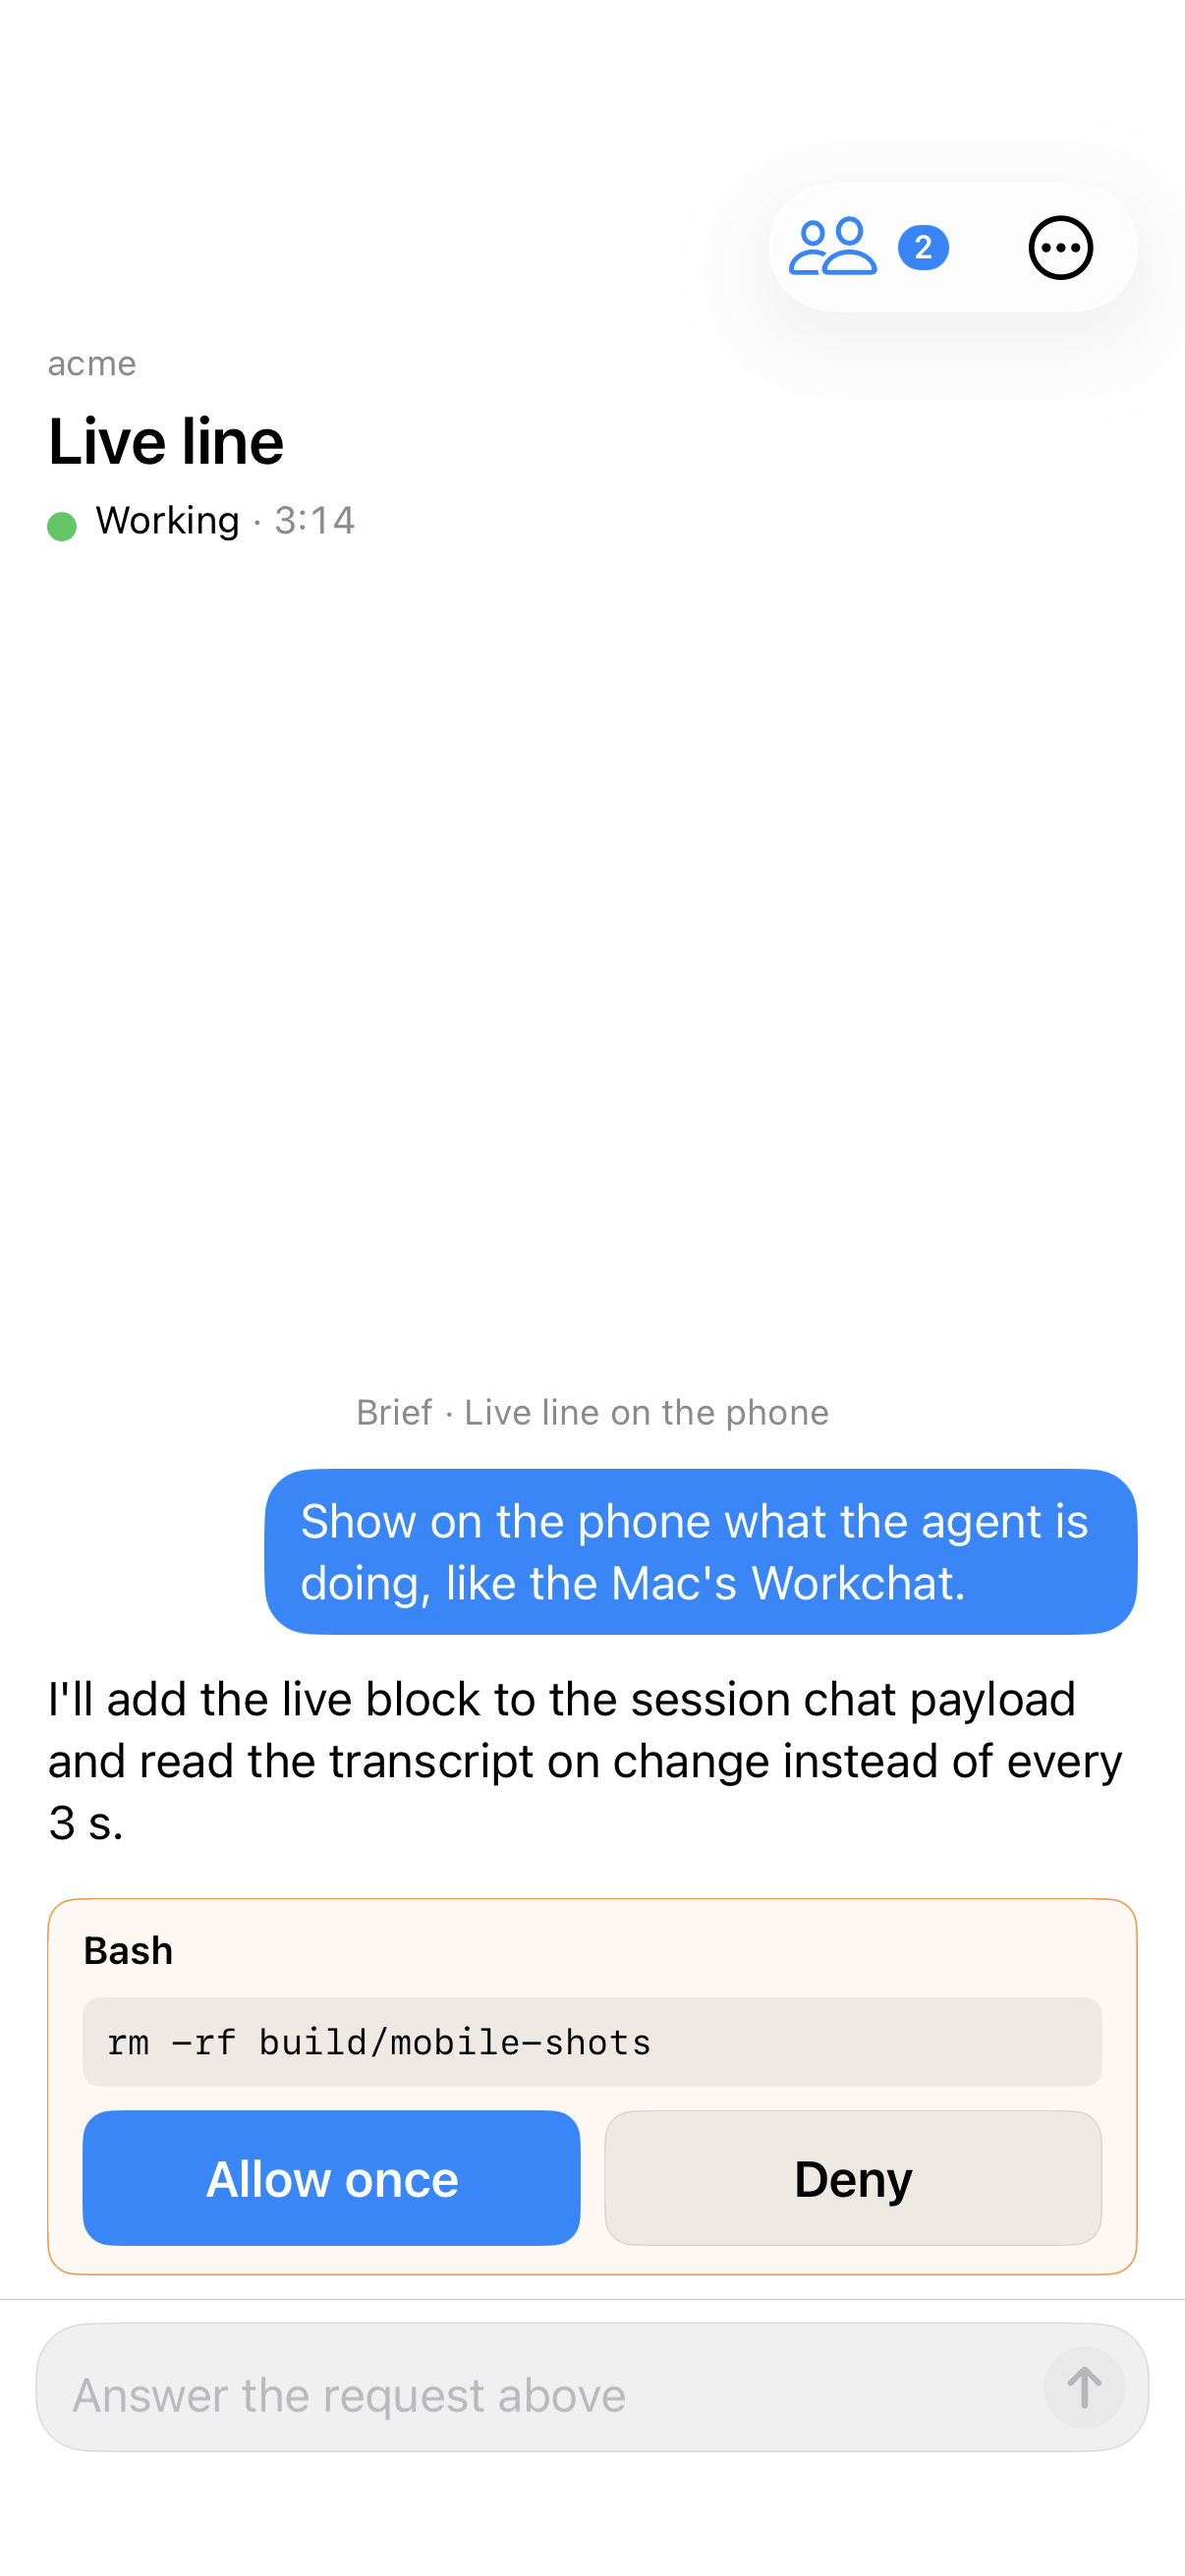 2
acme
Live line
Working · 3:14
Brief · Live line on the phone
Show on the phone what the agent is
doing, like the Mac's Workchat.
I'll add the live block to the session chat payload
and read the transcript on change instead of every
3 s.
Bash
rm -rf build/mobile-shots
Allow once
Deny
Answer the request above